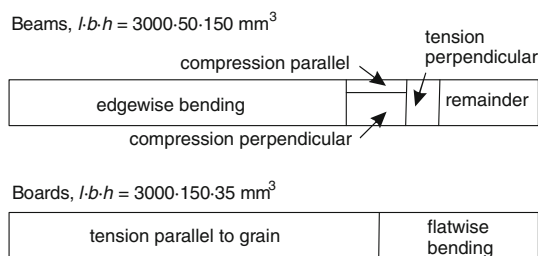 Beams, l·b·h = 3000·50·150 mm³
tension
perpendicular
compression parallel
edgewise bending
remainder
compression perpendicular
Boards, l·b·h = 3000·150·35 mm³
tension parallel to grain
flatwise
bending